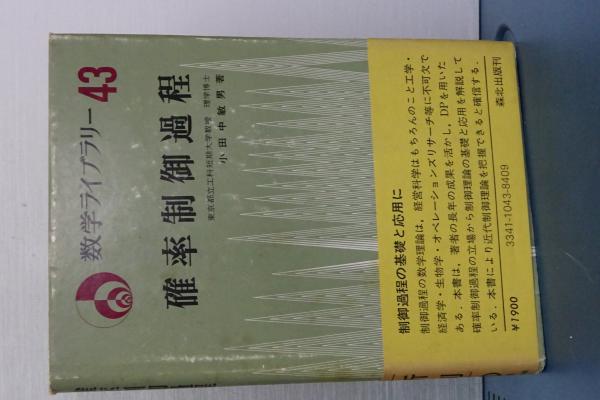 数学ライブラリー 43
確率制御過程
東京都立工科短期大学教授 理学博士
小田中敏男 著
制御過程の基礎と応用に
制御過程の数学理論は，経営科学はもちろんのこと工学・
経済学・生物学・オペレーションズリサーチ等に不可欠で
ある．本書は，著者の長年の成果を活かし，DPを用いた
確率制御過程の立場から制御理論の基礎と応用を解説して
いる．本書により近代制御理論を把握できると確信する．
森北出版刊
3341-1043-8409
¥1900